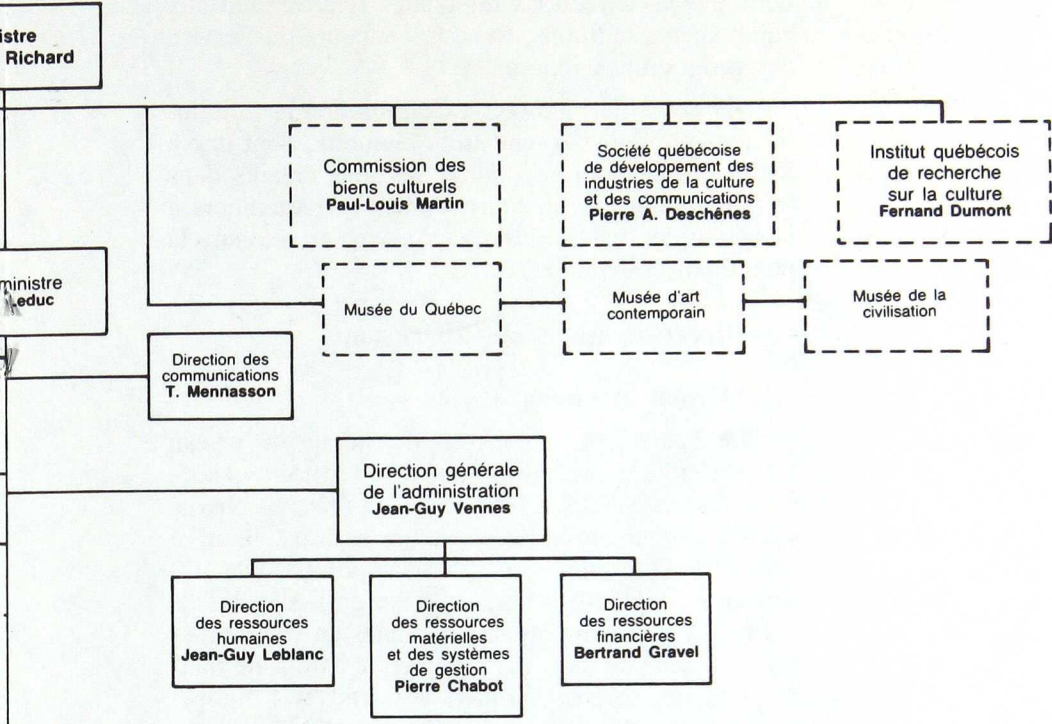 istre
Richard
Commission des
biens culturels
Paul-Louis Martin
Société québécoise
de développement des
industries de la culture
et des communications
Pierre A. Deschênes
Institut québécois
de recherche
sur la culture
Fernand Dumont
ministre
Leduc
Musée du Québec
Musée d'art
contemporain
Musée de la
civilisation
Direction des
communications
T. Mennasson
Direction générale
de l'administration
Jean-Guy Vennes
Direction
des ressources
humaines
Jean-Guy Leblanc
Direction
des ressources
matérielles
et des systèmes
de gestion
Pierre Chabot
Direction
des ressources
financières
Bertrand Gravel